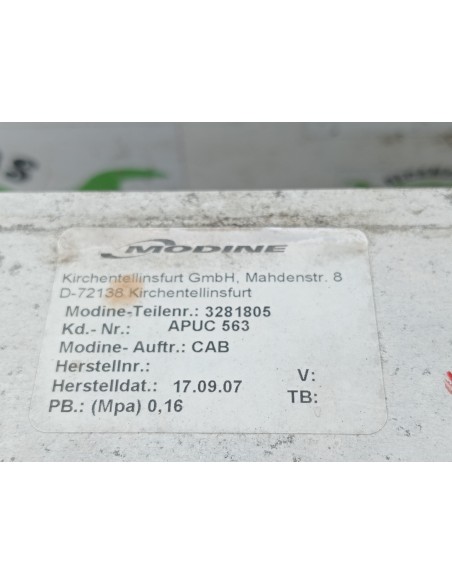 MODINE
Kirchentellinsfurt GmbH, Mahdenstr. 8
D-72138 Kirchentellinsfurt
Modine-Teilenr.: 3281805
Kd.- Nr.: APUC 563
Modine- Auftr.: CAB
Herstellnr.:
Herstelldat.: 17.09.07
PB.: (Mpa) 0,16
V:
TB: